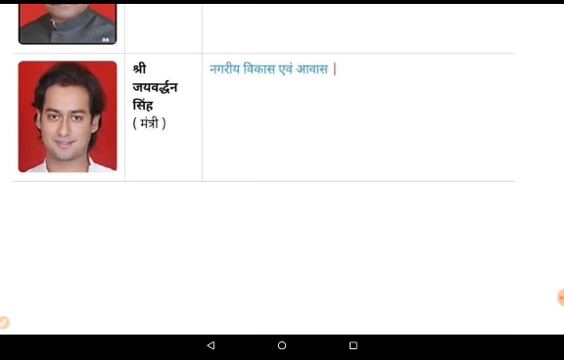 श्री
जयवर्द्धन
सिंह
( मंत्री )
नगरीय विकास एवं आवास |